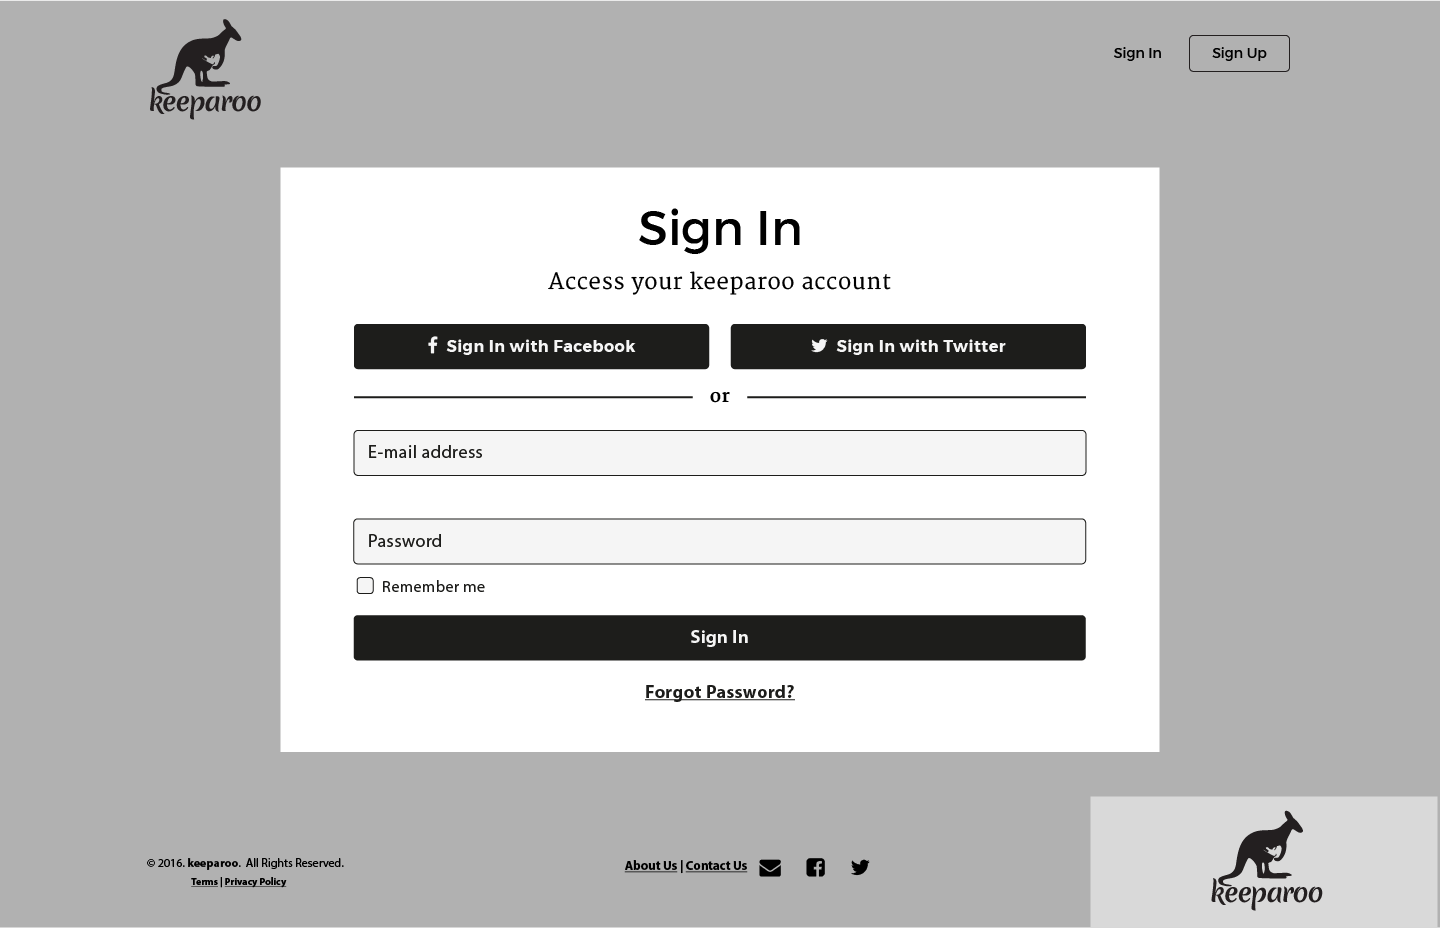 keeparoo
Sign In
Sign Up
Sign In
Access your keeparoo account
Sign In with Facebook
Sign In with Twitter
or
E-mail address
Password
Remember me
Sign In
Forgot Password?
© 2016. keeparoo. All Rights Reserved.
Terms | Privacy Policy
About Us | Contact Us
keeparoo